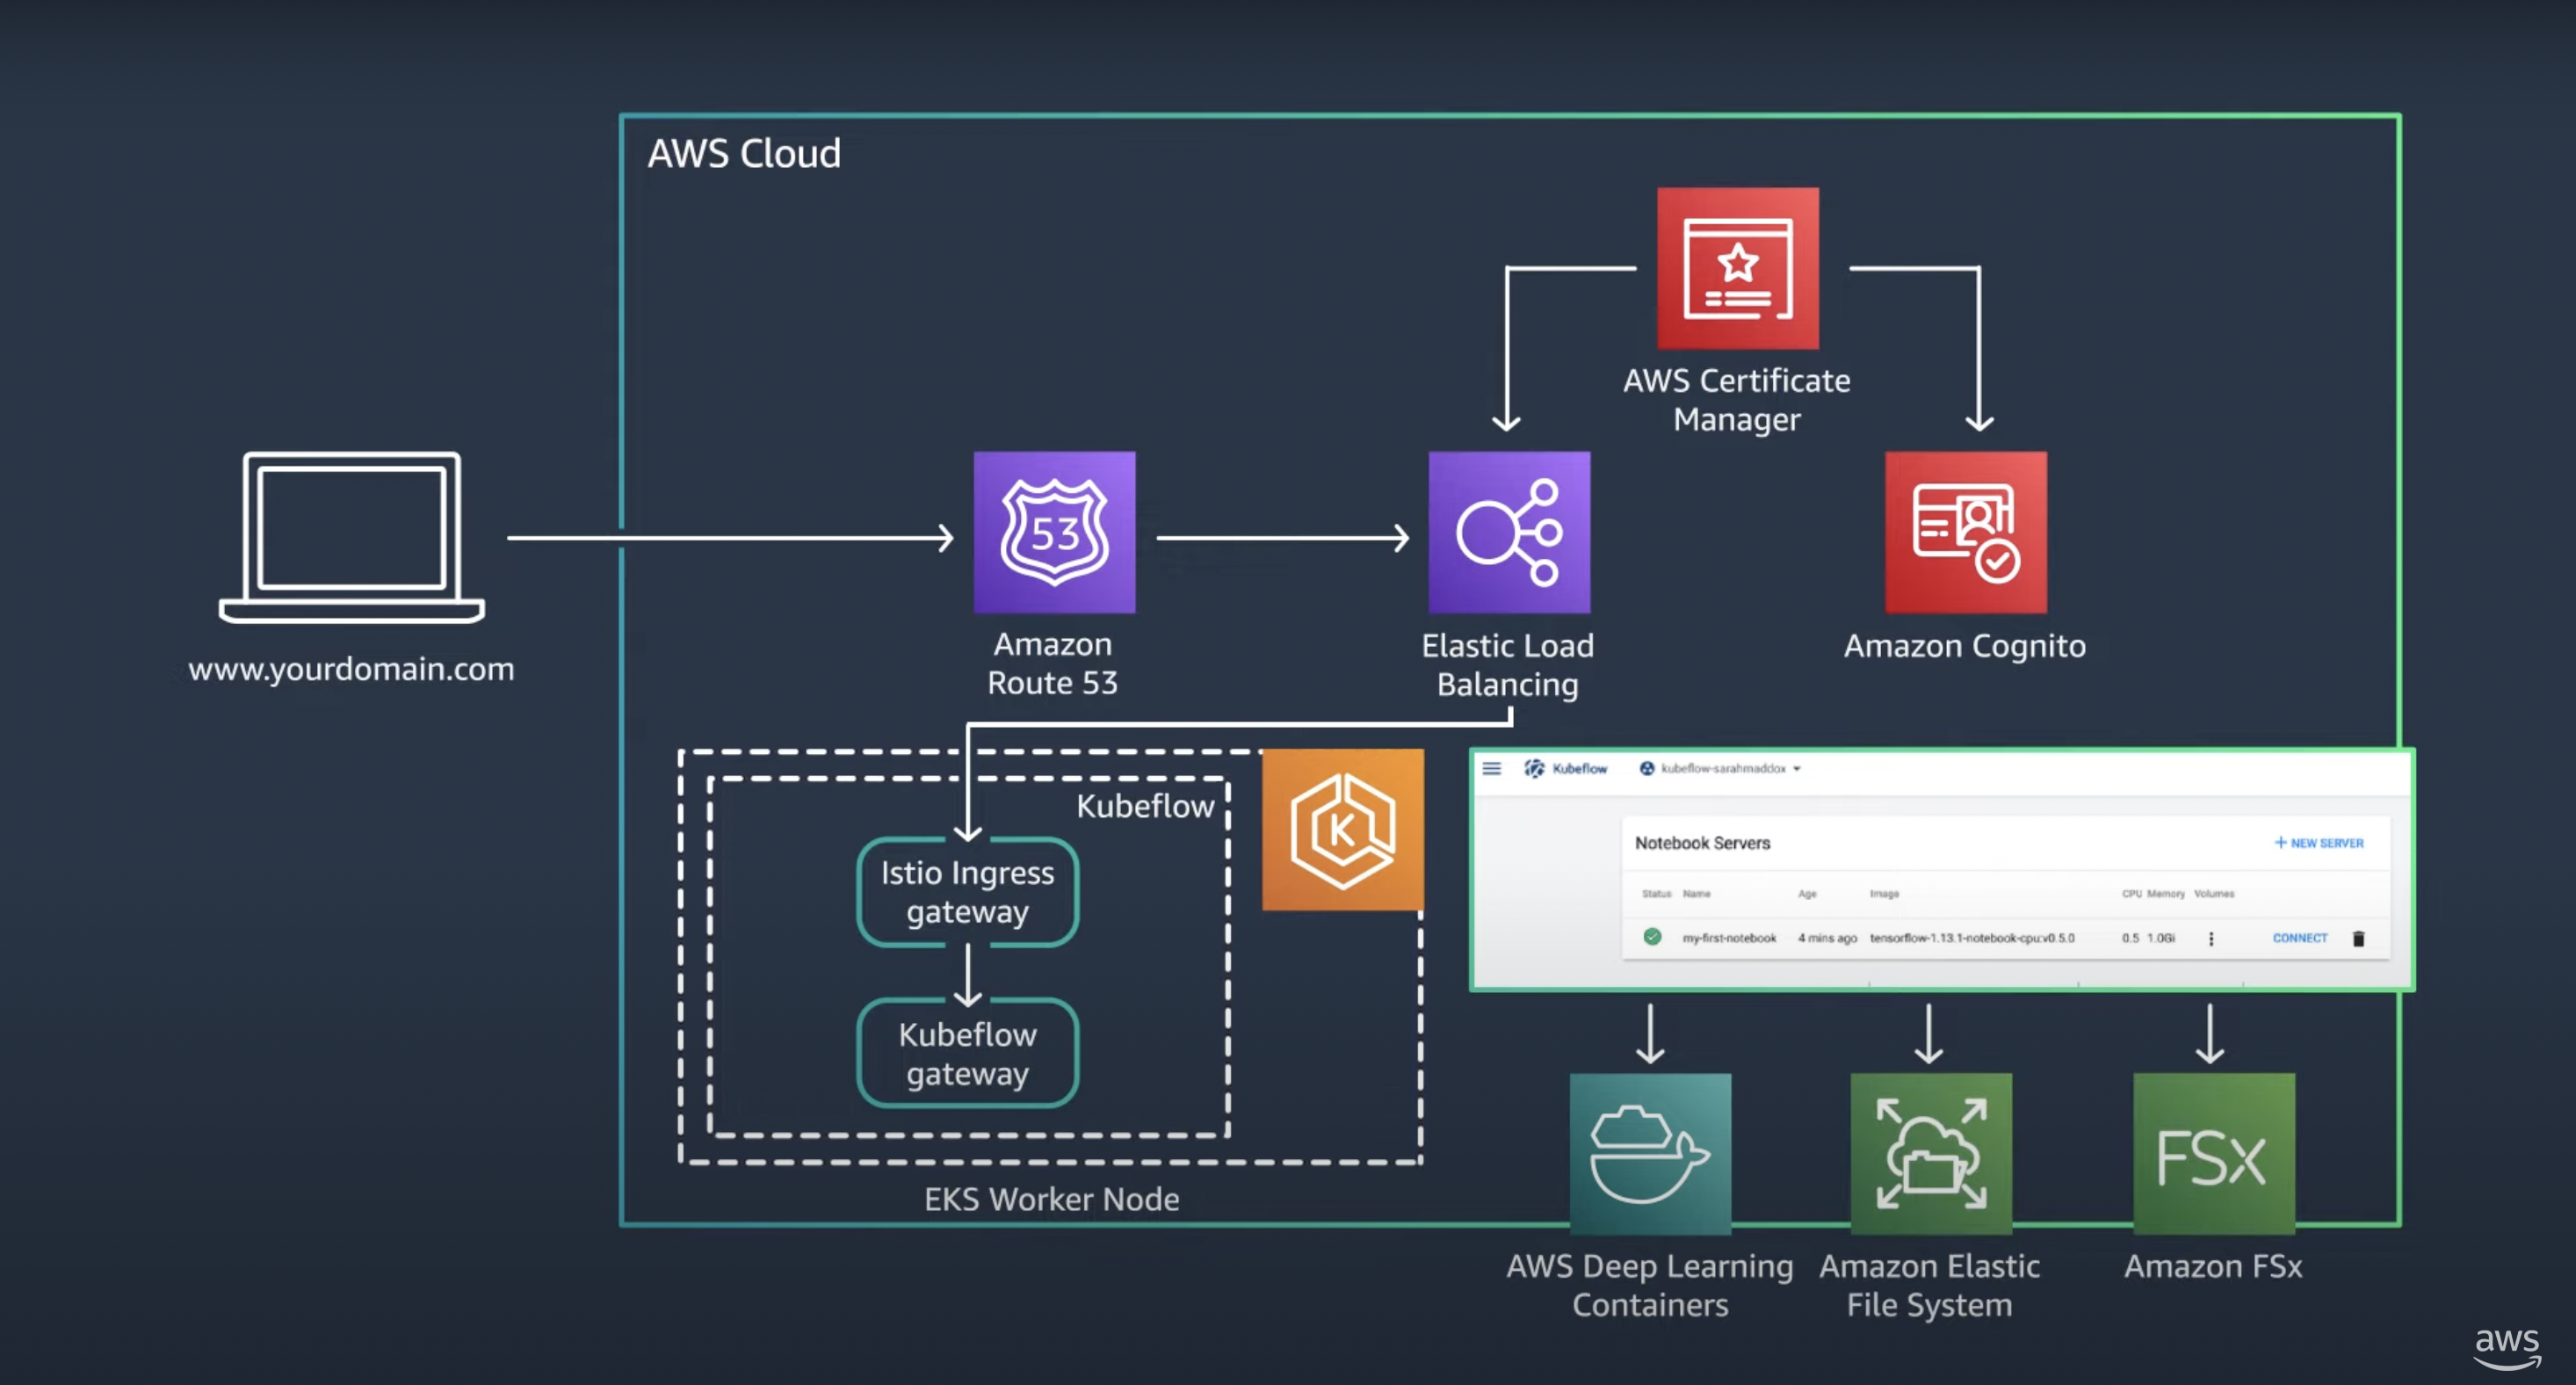 AWS Cloud
AWS Certificate
Manager
53
www.yourdomain.com
Amazon
Route 53
Elastic Load
Balancing
Amazon Cognito
Kubeflow
K
Istio Ingress
gateway
Kubeflow
gateway
EKS Worker Node
Kubeflow kubeflow-sarahmaddox
Notebook Servers + NEW SERVER
Status Name Age Image CPU Memory Volumes
my-first-notebook 4 mins ago tensorflow-1.13.1-notebook-cpu:v0.5.0 0.5 1.0Gi CONNECT
FSx
AWS Deep Learning
Containers
Amazon Elastic
File System
Amazon FSx
aws